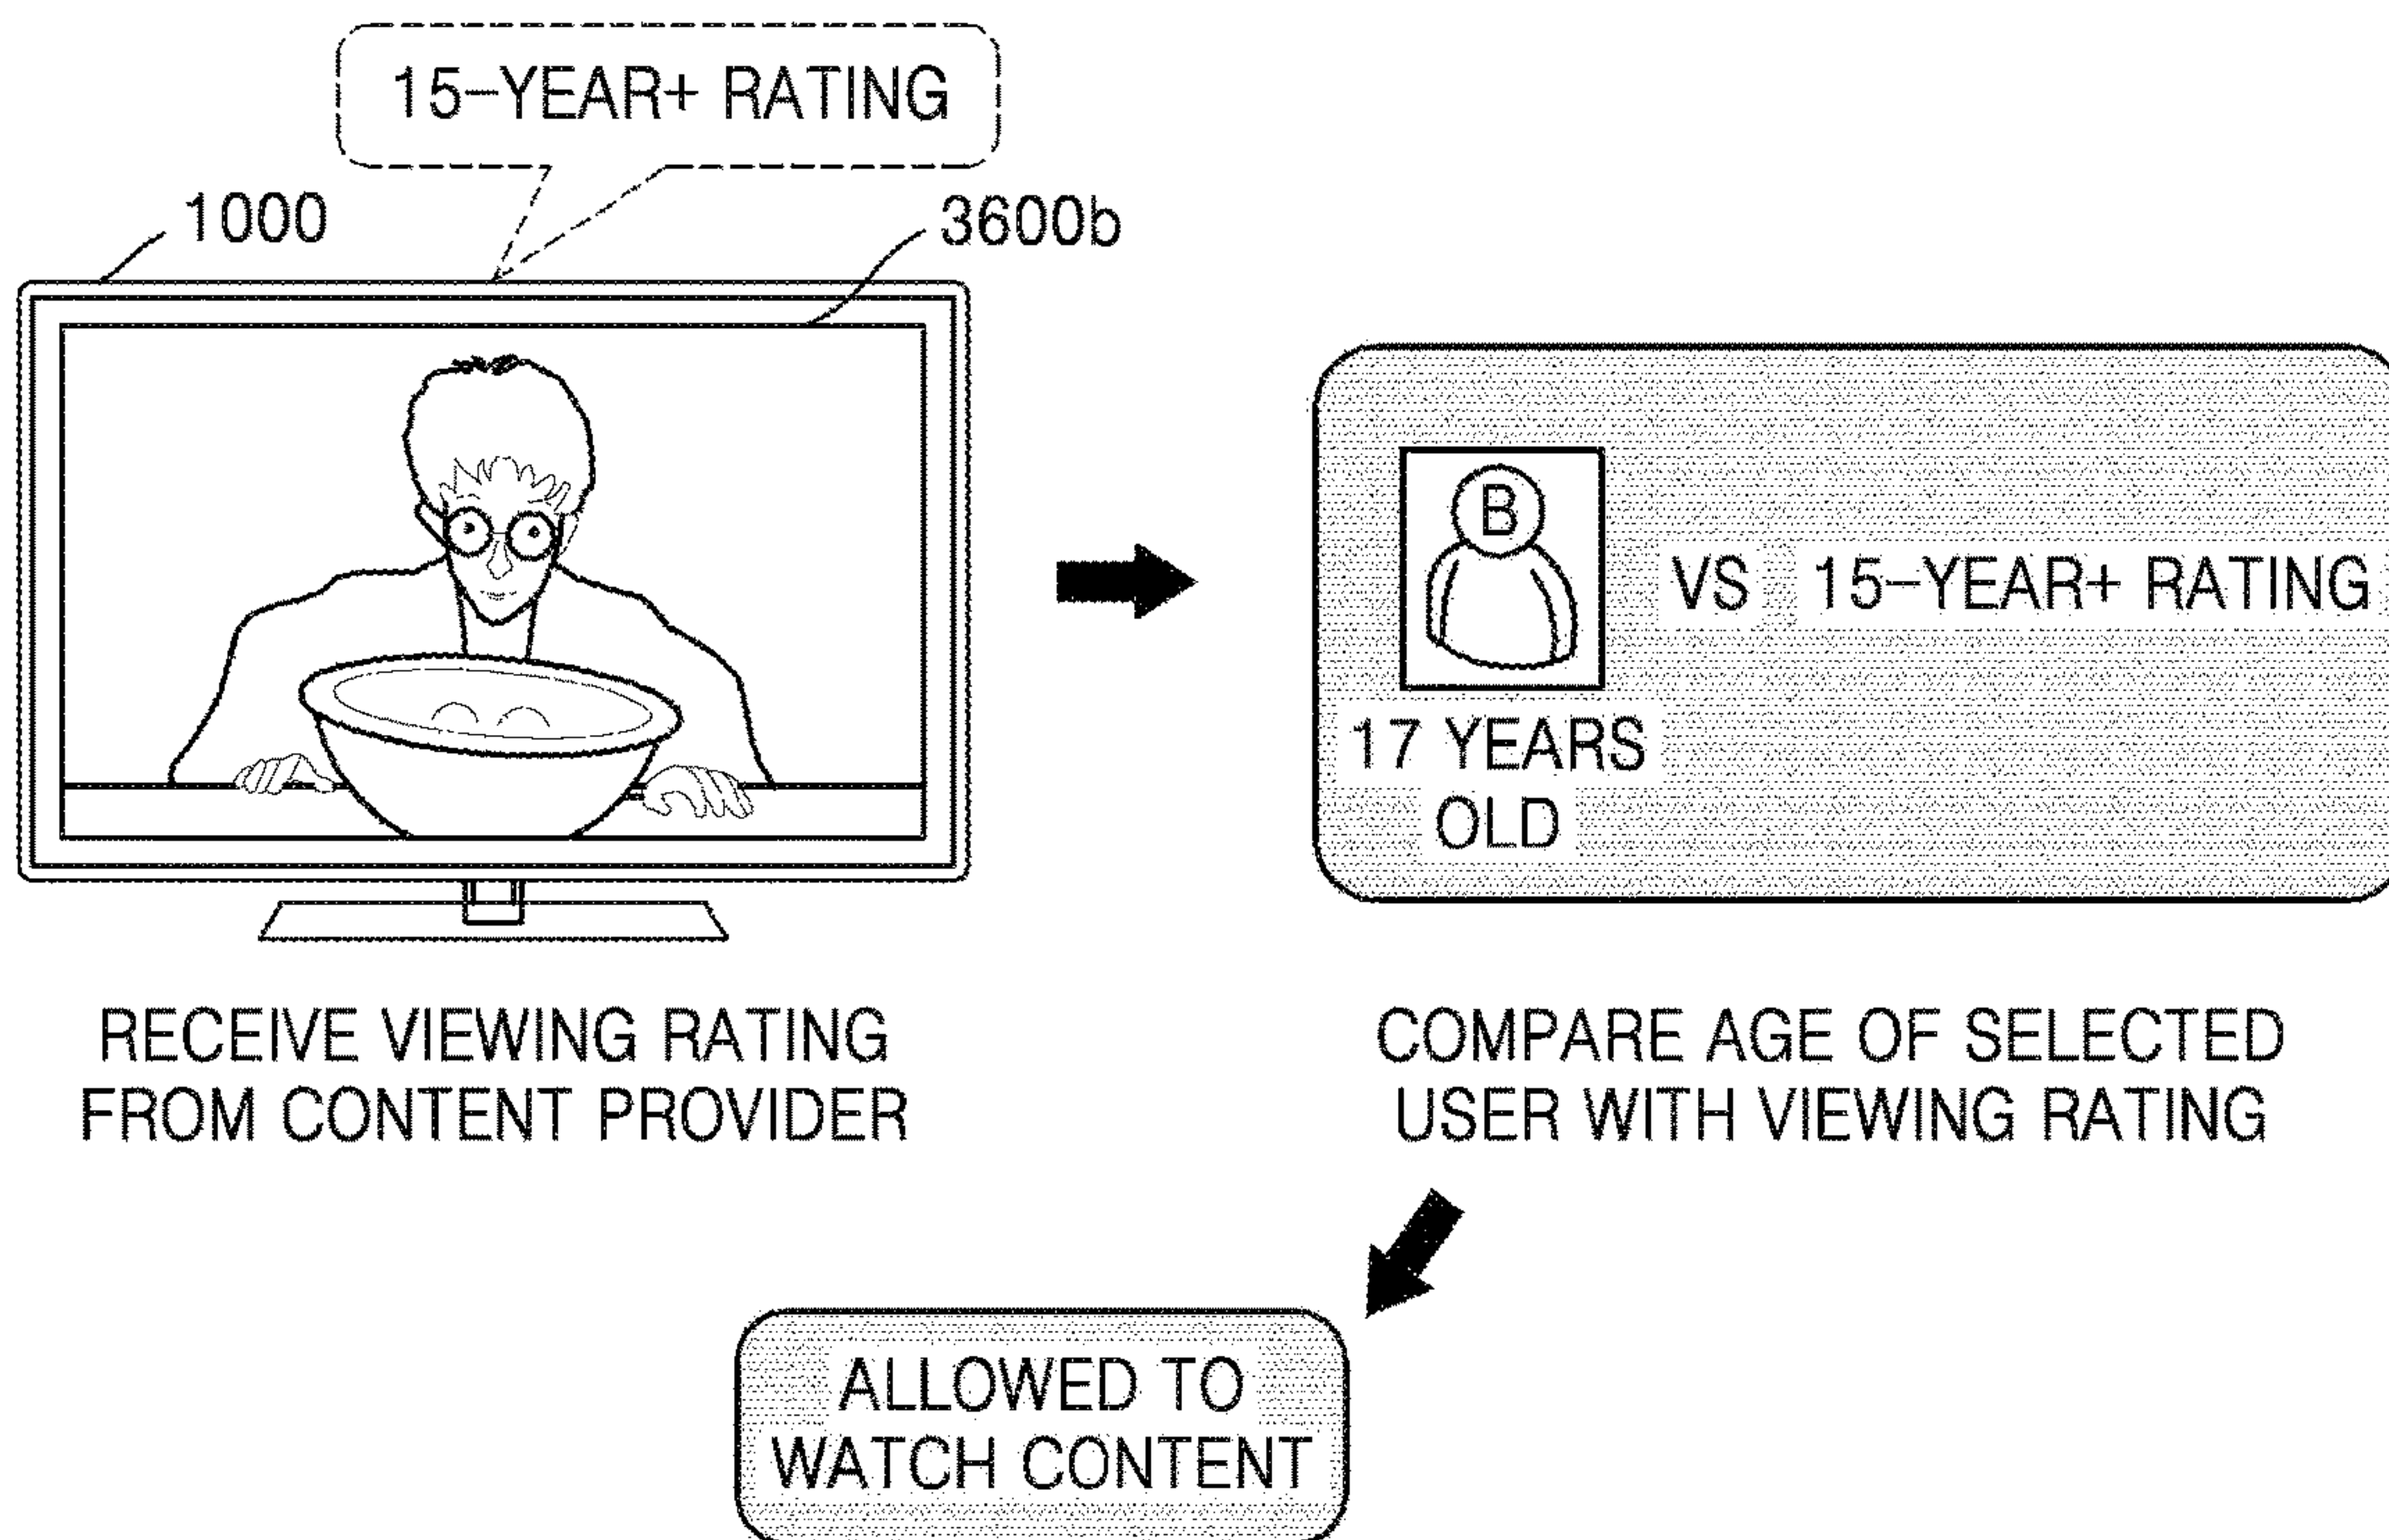 15-YEAR+ RATING
1000
3600b
B
VS 15-YEAR+ RATING
17 YEARS
OLD
RECEIVE VIEWING RATING
FROM CONTENT PROVIDER
COMPARE AGE OF SELECTED
USER WITH VIEWING RATING
ALLOWED TO
WATCH CONTENT